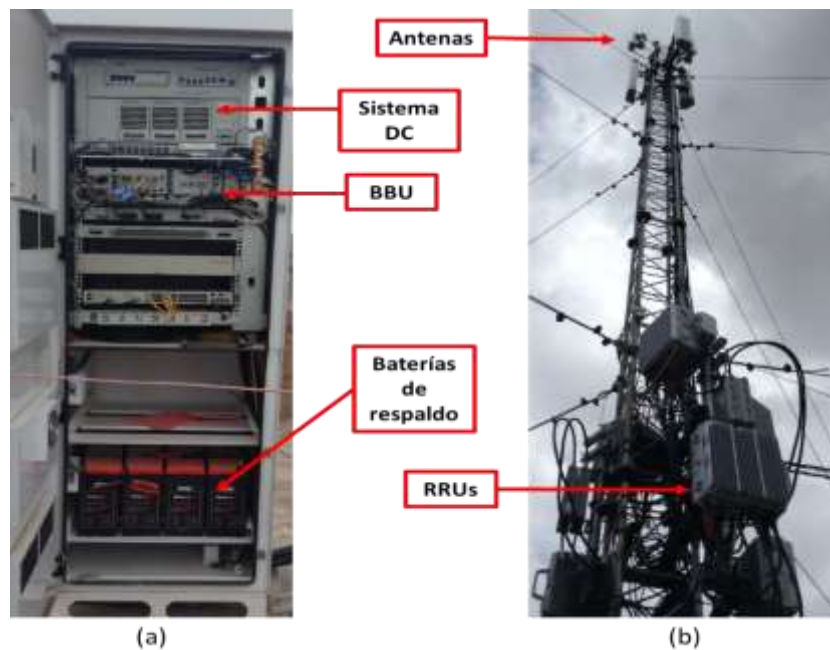 Antenas
Sistema
DC
BBU
Baterías
de
respaldo
RRUs
(a)
(b)